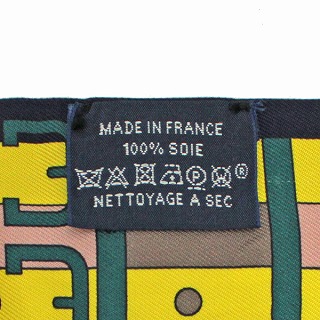 MADE IN FRANCE
100% SOIE
P W ®
NETTOYAGE A SEC